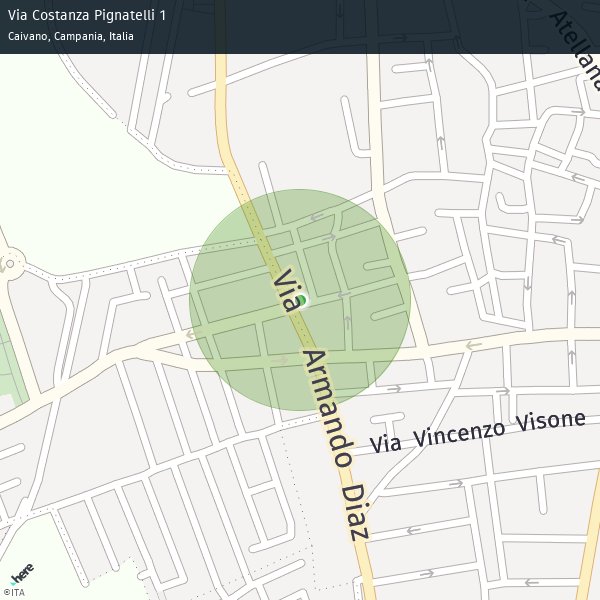 Via Costanza Pignatelli 1
Caivano, Campania, Italia
Atellana
Via Armando Diaz
Via Vincenzo Visone
here
©ITA